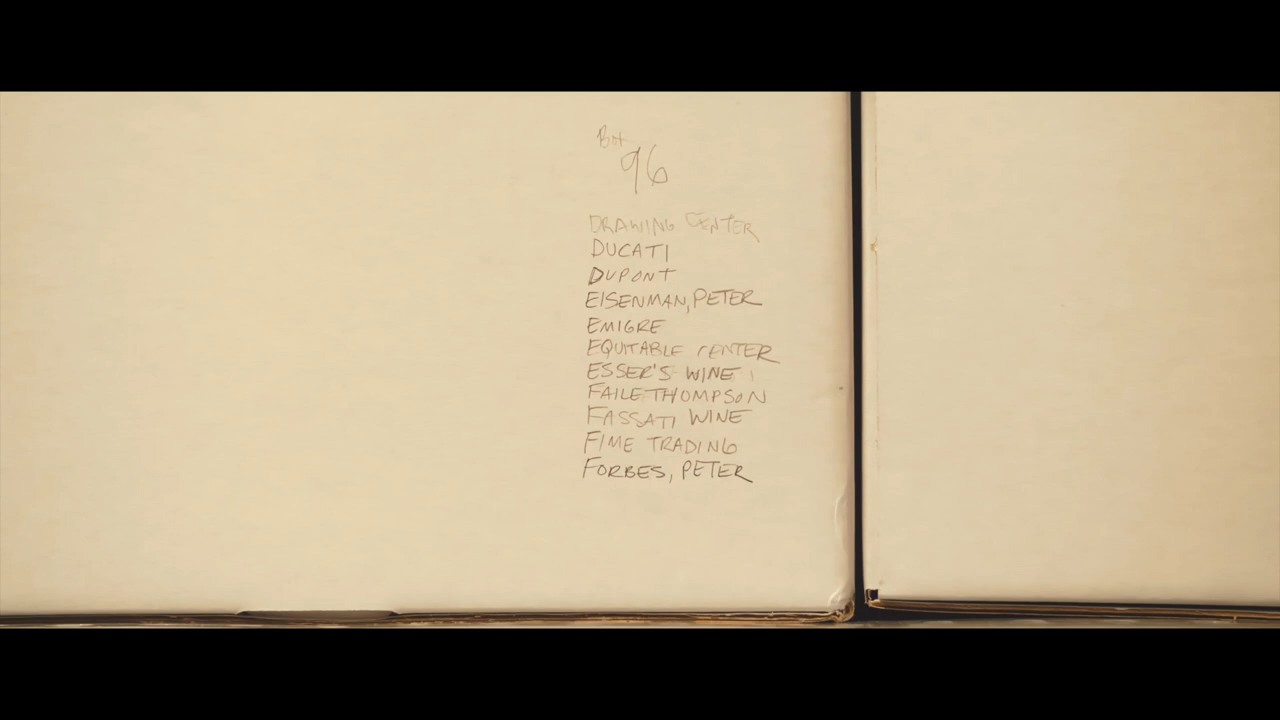 Box
96
DRAWING CENTER
DUCATI
DUPONT
EISENMAN, PETER
EMIGRE
EQUITABLE CENTER
ESSER'S WINE
FAILE THOMPSON
FASSATI WINE
FIME TRADING
FORBES, PETER